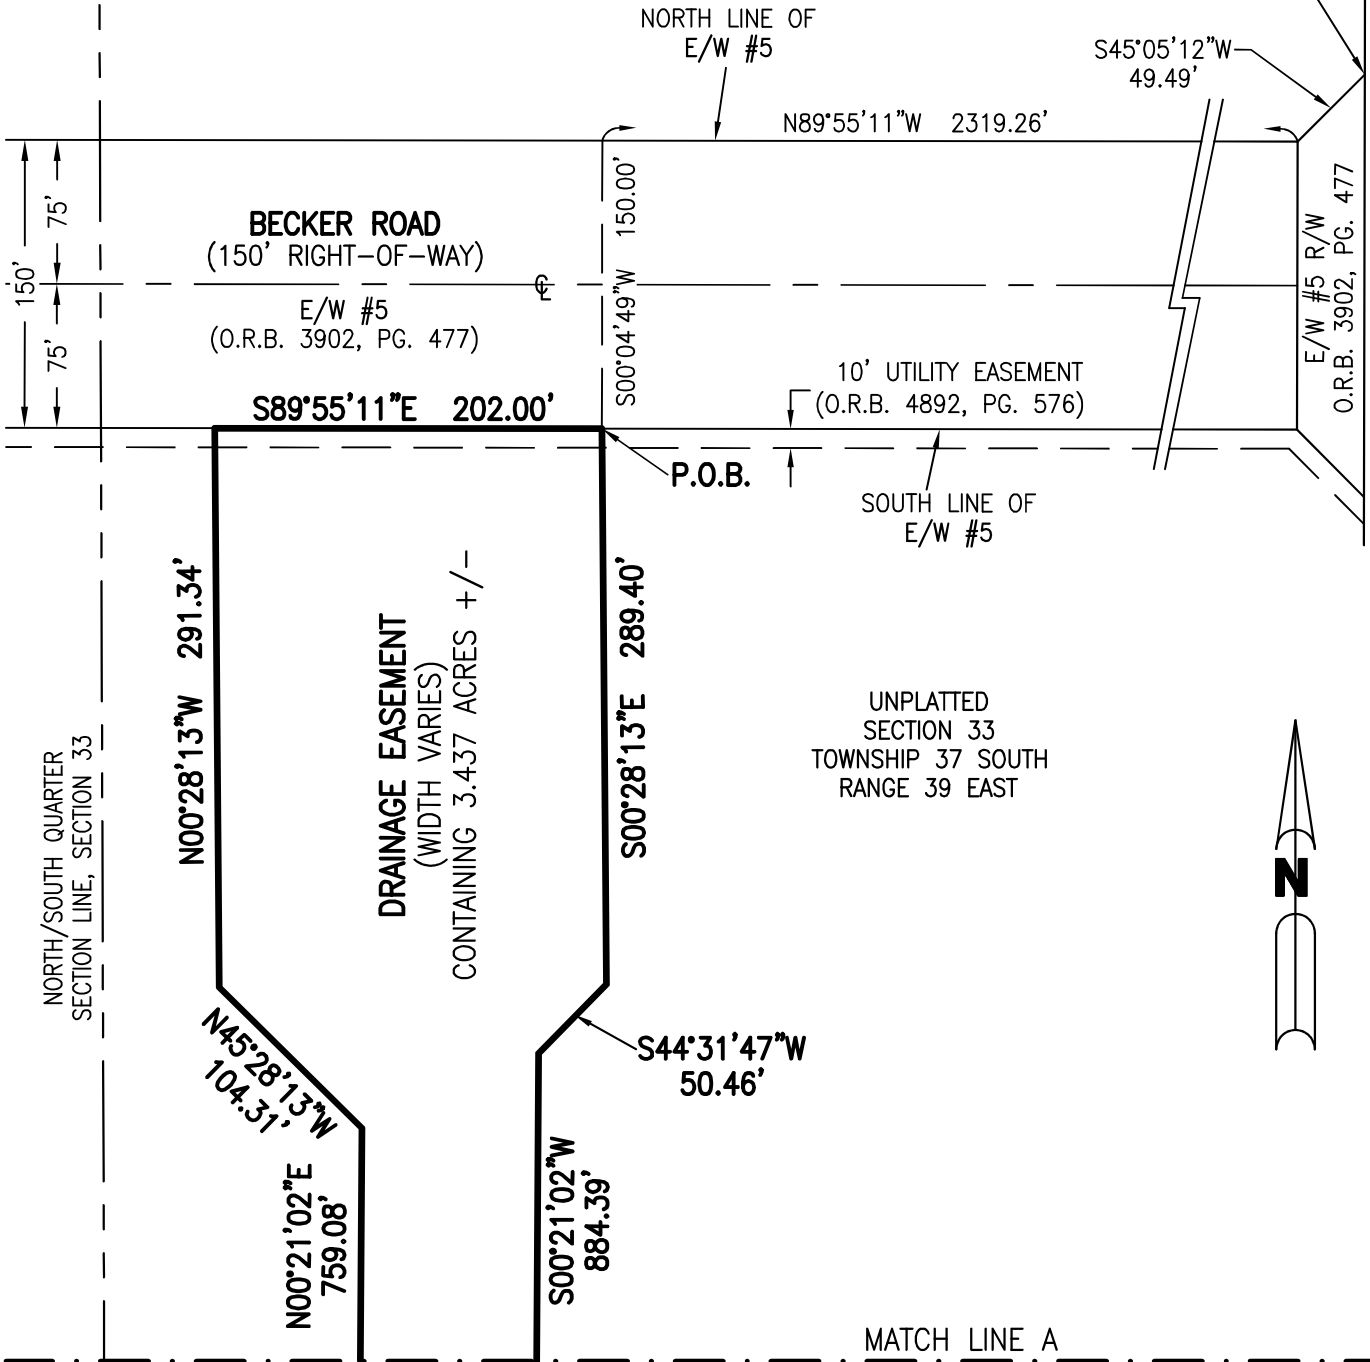 NORTH LINE OF
E/W #5
S45°05'12"W
49.49'
N89°55'11"W 2319.26'
150'
75'
75'
BECKER ROAD
(150' RIGHT-OF-WAY)
℄
E/W #5
(O.R.B. 3902, PG. 477)
S00°04'49"W 150.00'
E/W #5 R/W
O.R.B. 3902, PG. 477
10' UTILITY EASEMENT
(O.R.B. 4892, PG. 576)
S89°55'11"E 202.00'
P.O.B.
SOUTH LINE OF
E/W #5
N00°28'13"W 291.34'
DRAINAGE EASEMENT
(WIDTH VARIES)
CONTAINING 3.437 ACRES +/-
S00°28'13"E 289.40'
UNPLATTED
SECTION 33
TOWNSHIP 37 SOUTH
RANGE 39 EAST
NORTH/SOUTH QUARTER
SECTION LINE, SECTION 33
N
N45°28'13"W
104.31'
S44°31'47"W
50.46'
N00°21'02"E
759.08'
S00°21'02"W
884.39'
MATCH LINE A